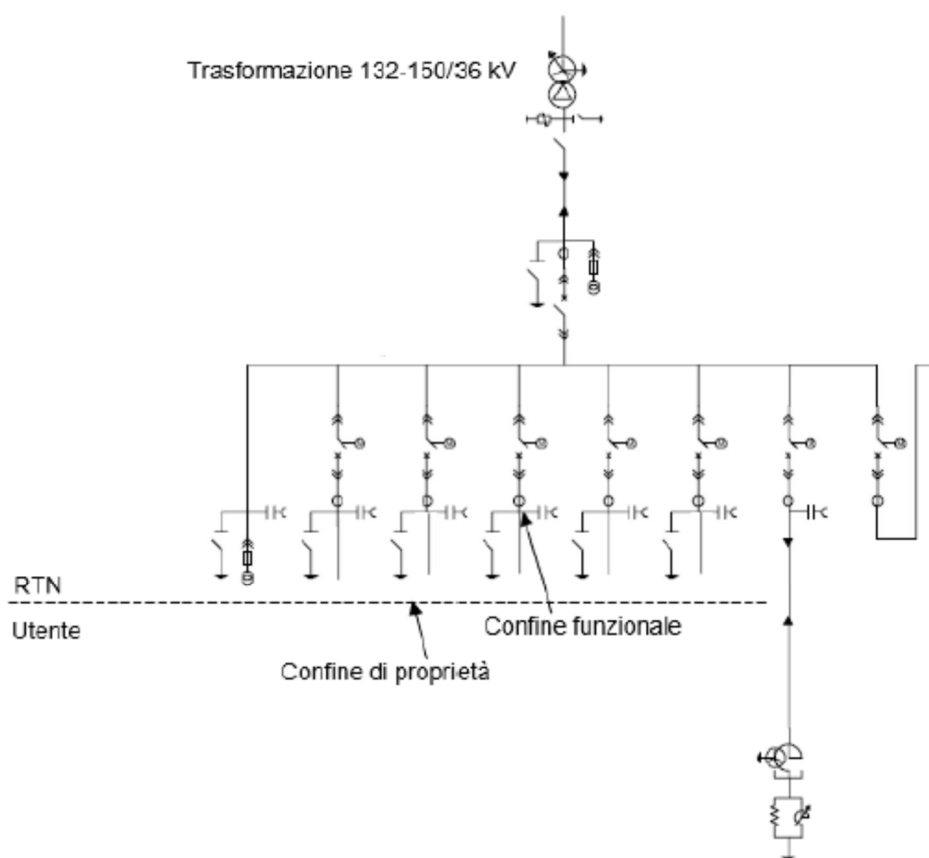 Trasformazione 132-150/36 kV
RTN
Utente
Confine funzionale
Confine di proprietà